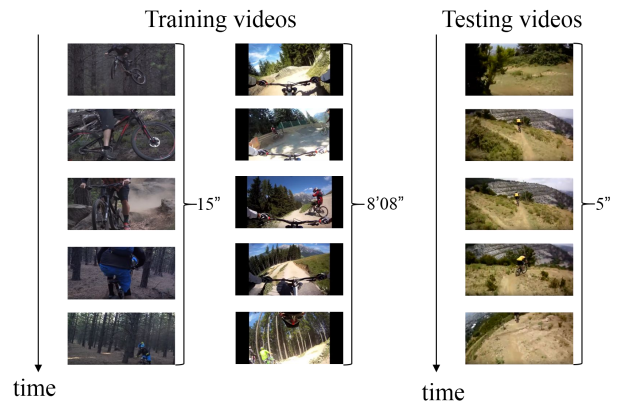 Training videos
Testing videos
15”
8’08”
5”
time
time